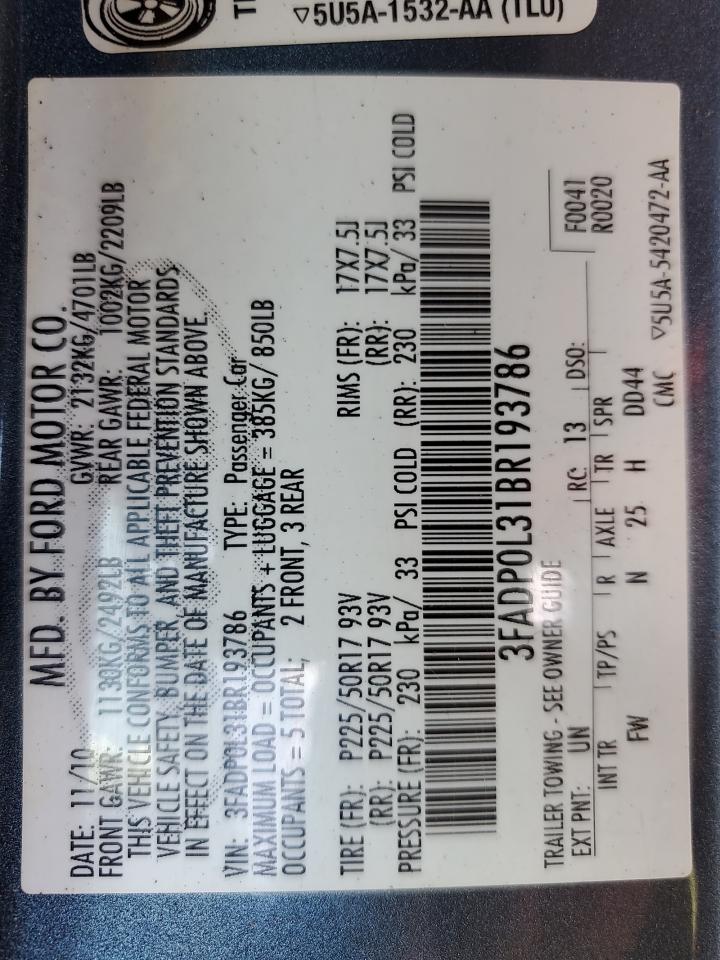 ▽5U5A-1532-AA (TLU)
MFD. BY FORD MOTOR CO.
DATE: 11/10 GVWR: 2132KG/4701LB
FRONT GAWR: 1130KG/2492LB REAR GAWR: 1002KG/2209LB
THIS VEHICLE CONFORMS TO ALL APPLICABLE FEDERAL MOTOR
VEHICLE SAFETY, BUMPER, AND THEFT PREVENTION STANDARDS
IN EFFECT ON THE DATE OF MANUFACTURE SHOWN ABOVE.
VIN: 3FADP0L31BR193786 TYPE: Passenger Car
MAXIMUM LOAD = OCCUPANTS + LUGGAGE = 385KG/ 850LB
OCCUPANTS = 5 TOTAL; 2 FRONT, 3 REAR
TIRE (FR): P225/50R17 93V RIMS (FR): 17X7.5J
(RR): P225/50R17 93V (RR): 17X7.5J
PRESSURE (FR): 230 kPa/ 33 PSI COLD (RR): 230 kPa/ 33 PSI COLD
3FADP0L31BR193786
TRAILER TOWING - SEE OWNER GUIDE
F0041
EXT PNT: UN RC: 13 DSO: R0020
INT TR TP/PS R AXLE TR SPR
FW N 25 H DD44
CMC ▽5U5A-5420472-AA